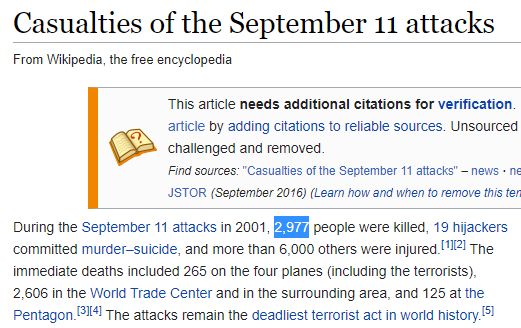 Casualties of the September 11 attacks
From Wikipedia, the free encyclopedia
This article needs additional citations for verification.
article by adding citations to reliable sources. Unsourced
challenged and removed.
Find sources: "Casualties of the September 11 attacks" – news · ne
JSTOR (September 2016) (Learn how and when to remove this ten
During the September 11 attacks in 2001, 2,977 people were killed, 19 hijackers
committed murder–suicide, and more than 6,000 others were injured.[1][2] The
immediate deaths included 265 on the four planes (including the terrorists),
2,606 in the World Trade Center and in the surrounding area, and 125 at the
Pentagon.[3][4] The attacks remain the deadliest terrorist act in world history.[5]